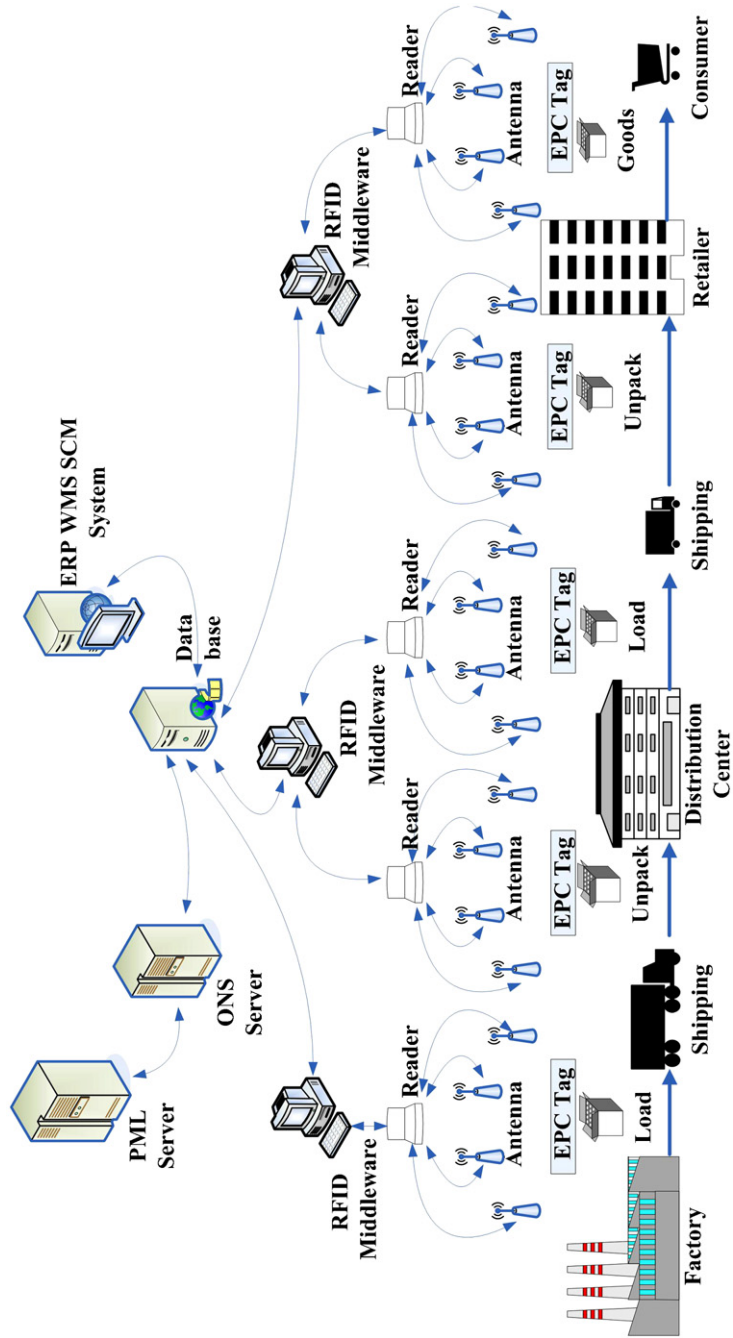 PML
Server
ONS
Server
ERP WMS SCM
System
Data
base
RFID
Middleware
RFID
Middleware
RFID
Middleware
Reader
Reader
Reader
Reader
Reader
Antenna
Antenna
Antenna
Antenna
Antenna
EPC Tag
EPC Tag
EPC Tag
EPC Tag
EPC Tag
Load
Unpack
Load
Unpack
Goods
Factory
Shipping
Distribution
Center
Shipping
Retailer
Consumer